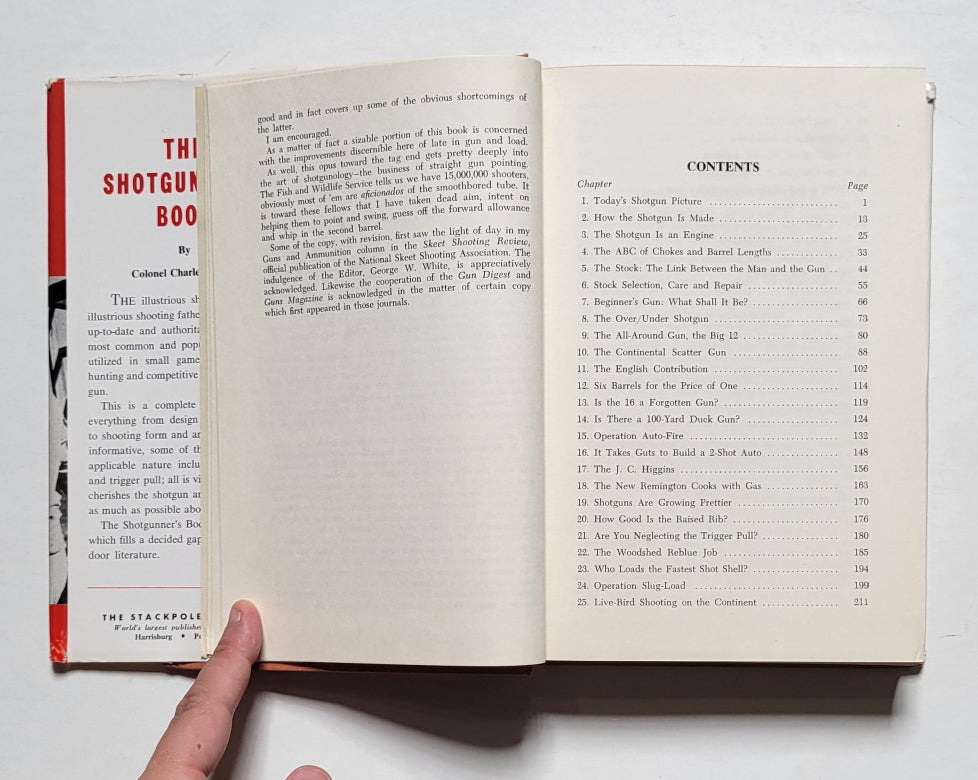 THE
SHOTGUN
BOO
By
Colonel Charle
THE illustrious sh
illustrious shooting fathe
up-to-date and authorita
most common and popu
utilized in small game
hunting and competitive
gun.
This is a complete
everything from design
to shooting form and ar
informative, some of th
applicable nature inclu
and trigger pull; all is vi
cherishes the shotgun an
as much as possible abo
The Shotgunner's Boo
which fills a decided gap
door literature.
THE STACKPOLE
World's largest publishe
Harrisburg • Pe
good and in fact covers up some of the obvious shortcomings of
the latter.
I am encouraged.
As a matter of fact a sizable portion of this book is concerned
with the improvements discernible here of late in gun and load.
As well, this opus toward the tag end gets pretty deeply into
the art of shotgunology—the business of straight gun pointing.
The Fish and Wildlife Service tells us we have 15,000,000 shooters,
obviously most of 'em are aficionados of the smoothbored tube. It
is toward these fellows that I have taken dead aim, intent on
helping them to point and swing, guess off the forward allowance
and whip in the second barrel.
Some of the copy, with revision, first saw the light of day in my
Guns and Ammunition column in the Skeet Shooting Review,
official publication of the National Skeet Shooting Association. The
indulgence of the Editor, George W. White, is appreciatively
acknowledged. Likewise the cooperation of the Gun Digest and
Guns Magazine is acknowledged in the matter of certain copy
which first appeared in those journals.
CONTENTS
Chapter Page
1. Today's Shotgun Picture 1
2. How the Shotgun Is Made 13
3. The Shotgun Is an Engine 25
4. The ABC of Chokes and Barrel Lengths 33
5. The Stock: The Link Between the Man and the Gun 44
6. Stock Selection, Care and Repair 55
7. Beginner's Gun: What Shall It Be? 66
8. The Over/Under Shotgun 73
9. The All-Around Gun, the Big 12 80
10. The Continental Scatter Gun 88
11. The English Contribution 102
12. Six Barrels for the Price of One 114
13. Is the 16 a Forgotten Gun? 119
14. Is There a 100-Yard Duck Gun? 124
15. Operation Auto-Fire 132
16. It Takes Guts to Build a 2-Shot Auto 148
17. The J. C. Higgins 156
18. The New Remington Cooks with Gas 163
19. Shotguns Are Growing Prettier 170
20. How Good Is the Raised Rib? 176
21. Are You Neglecting the Trigger Pull? 180
22. The Woodshed Reblue Job 185
23. Who Loads the Fastest Shot Shell? 194
24. Operation Slug-Load 199
25. Live-Bird Shooting on the Continent 211